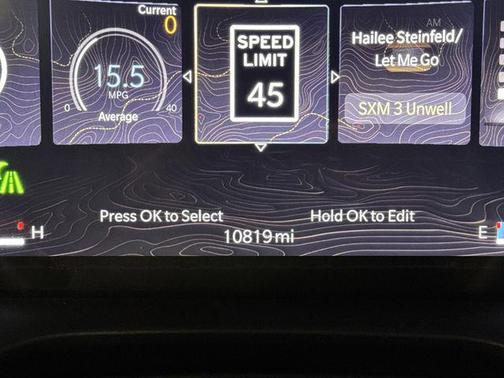 Current
0
15.5
MPG
0 40
Average
SPEED
LIMIT
45
AM
Hailee Steinfeld/
Let Me Go
SXM 3 Unwell
Press OK to Select
Hold OK to Edit
H
10819 mi
E